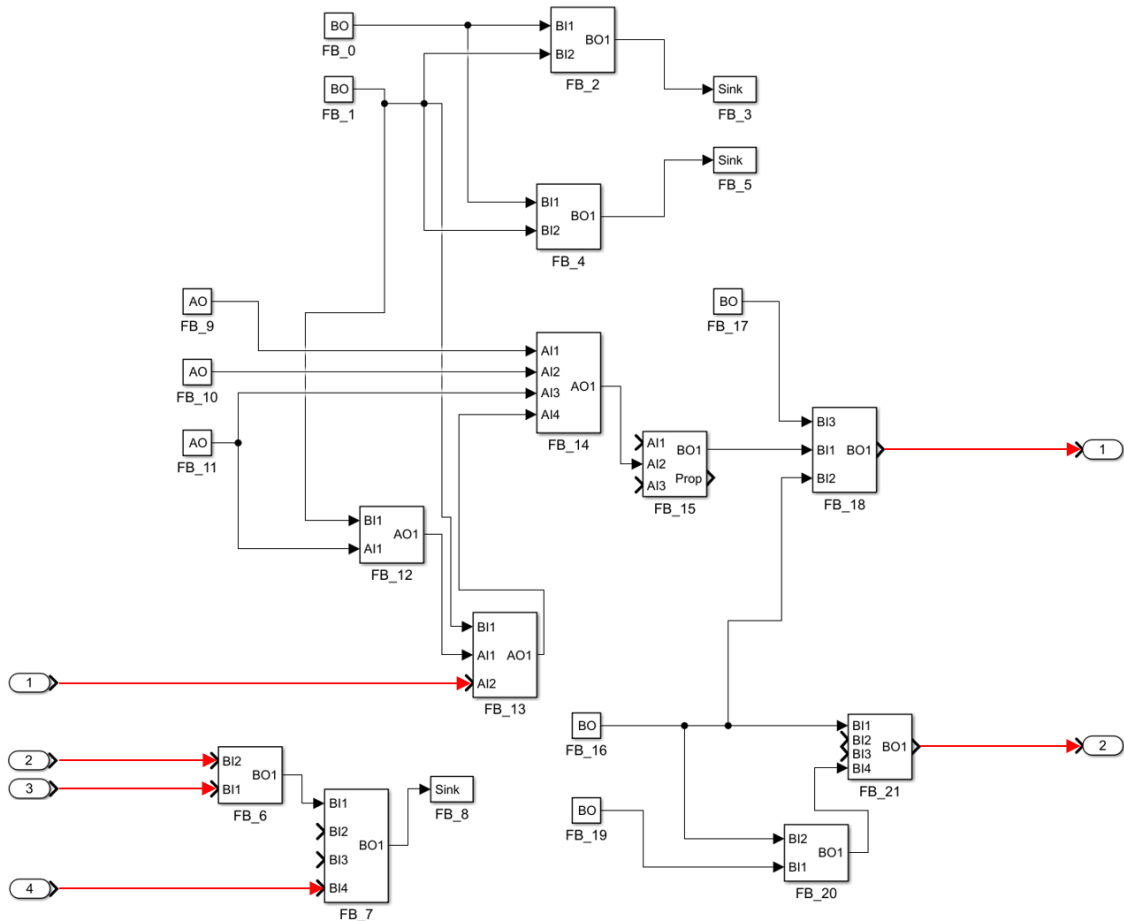 BO
FB_0
BI1
BI2
BO1
FB_2
BO
FB_1
Sink
FB_3
Sink
FB_5
BI1
BI2
BO1
FB_4
AO
FB_9
AO
FB_10
AO
FB_11
AI1
AI2
AI3
AI4
AO1
FB_14
BO
FB_17
AI1
AI2
AI3
BO1
Prop
FB_15
BI3
BI1
BI2
BO1
FB_18
1
BI1
AI1
AO1
FB_12
BI1
AI1
AI2
AO1
FB_13
1
BO
FB_16
BI1
BI2
BI3
BI4
BO1
FB_21
2
2
3
BI2
BI1
BO1
FB_6
BI1
BI2
BI3
BI4
BO1
FB_7
Sink
FB_8
BO
FB_19
BI2
BI1
BO1
FB_20
4